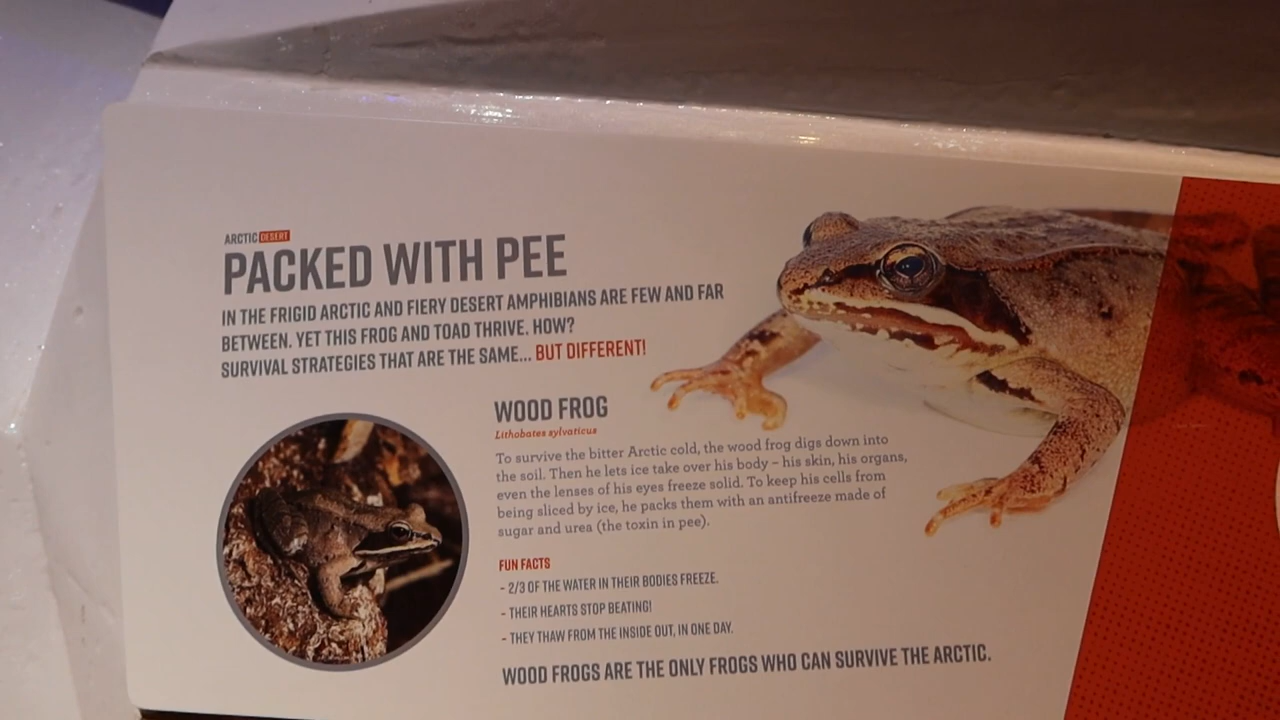 ARCTIC DESERT
PACKED WITH PEE
IN THE FRIGID ARCTIC AND FIERY DESERT AMPHIBIANS ARE FEW AND FAR
BETWEEN. YET THIS FROG AND TOAD THRIVE. HOW?
SURVIVAL STRATEGIES THAT ARE THE SAME... BUT DIFFERENT!
WOOD FROG
Lithobates sylvaticus
To survive the bitter Arctic cold, the wood frog digs down into
the soil. Then he lets ice take over his body – his skin, his organs,
even the lenses of his eyes freeze solid. To keep his cells from
being sliced by ice, he packs them with an antifreeze made of
sugar and urea (the toxin in pee).
FUN FACTS
- 2/3 OF THE WATER IN THEIR BODIES FREEZE.
- THEIR HEARTS STOP BEATING!
- THEY THAW FROM THE INSIDE OUT, IN ONE DAY.
WOOD FROGS ARE THE ONLY FROGS WHO CAN SURVIVE THE ARCTIC.